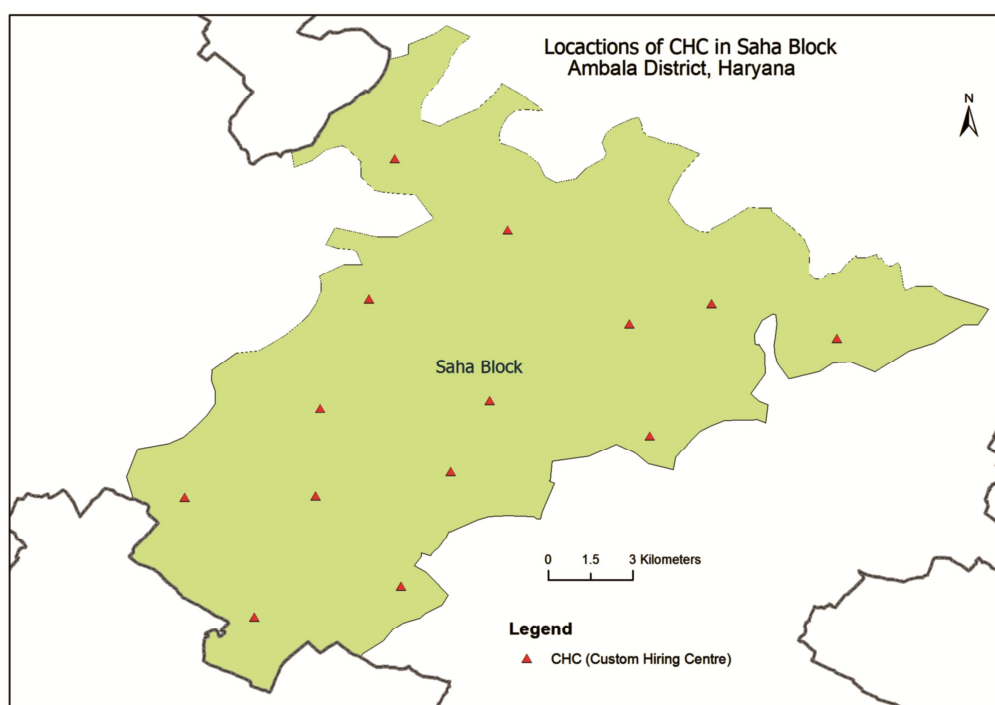 Locactions of CHC in Saha Block
Ambala District, Haryana
N
Saha Block
0 1.5 3 Kilometers
Legend
CHC (Custom Hiring Centre)